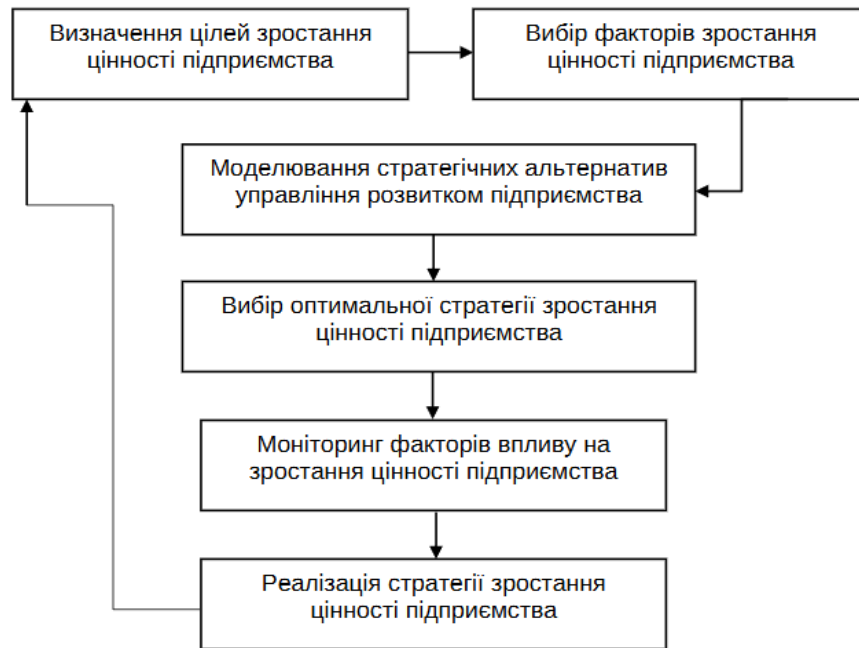 Визначення цілей зростання
цінності підприємства
Вибір факторів зростання
цінності підприємства
Моделювання стратегічних альтернатив
управління розвитком підприємства
Вибір оптимальної стратегії зростання
цінності підприємства
Моніторинг факторів впливу на
зростання цінності підприємства
Реалізація стратегії зростання
цінності підприємства